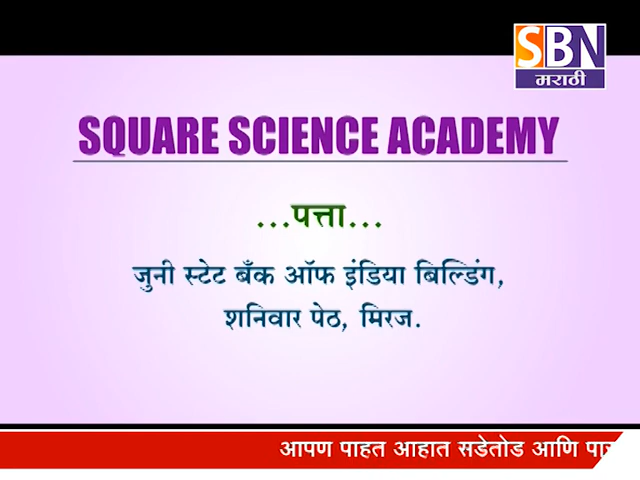 SBN
मराठी
SQUARE SCIENCE ACADEMY
...पत्ता...
जुनी स्टेट बँक ऑफ इंडिया बिल्डिंग,
शनिवार पेठ, मिरज.
आपण पाहत आहात सडेतोड आणि